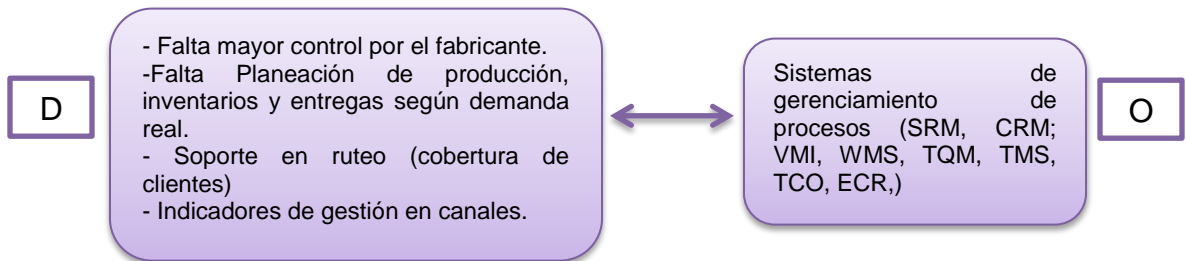 D
- Falta mayor control por el fabricante.
-Falta Planeación de producción,
inventarios y entregas según demanda
real.
- Soporte en ruteo (cobertura de
clientes)
- Indicadores de gestión en canales.
Sistemas de
gerenciamiento de
procesos (SRM, CRM;
VMI, WMS, TQM, TMS,
TCO, ECR,)
O